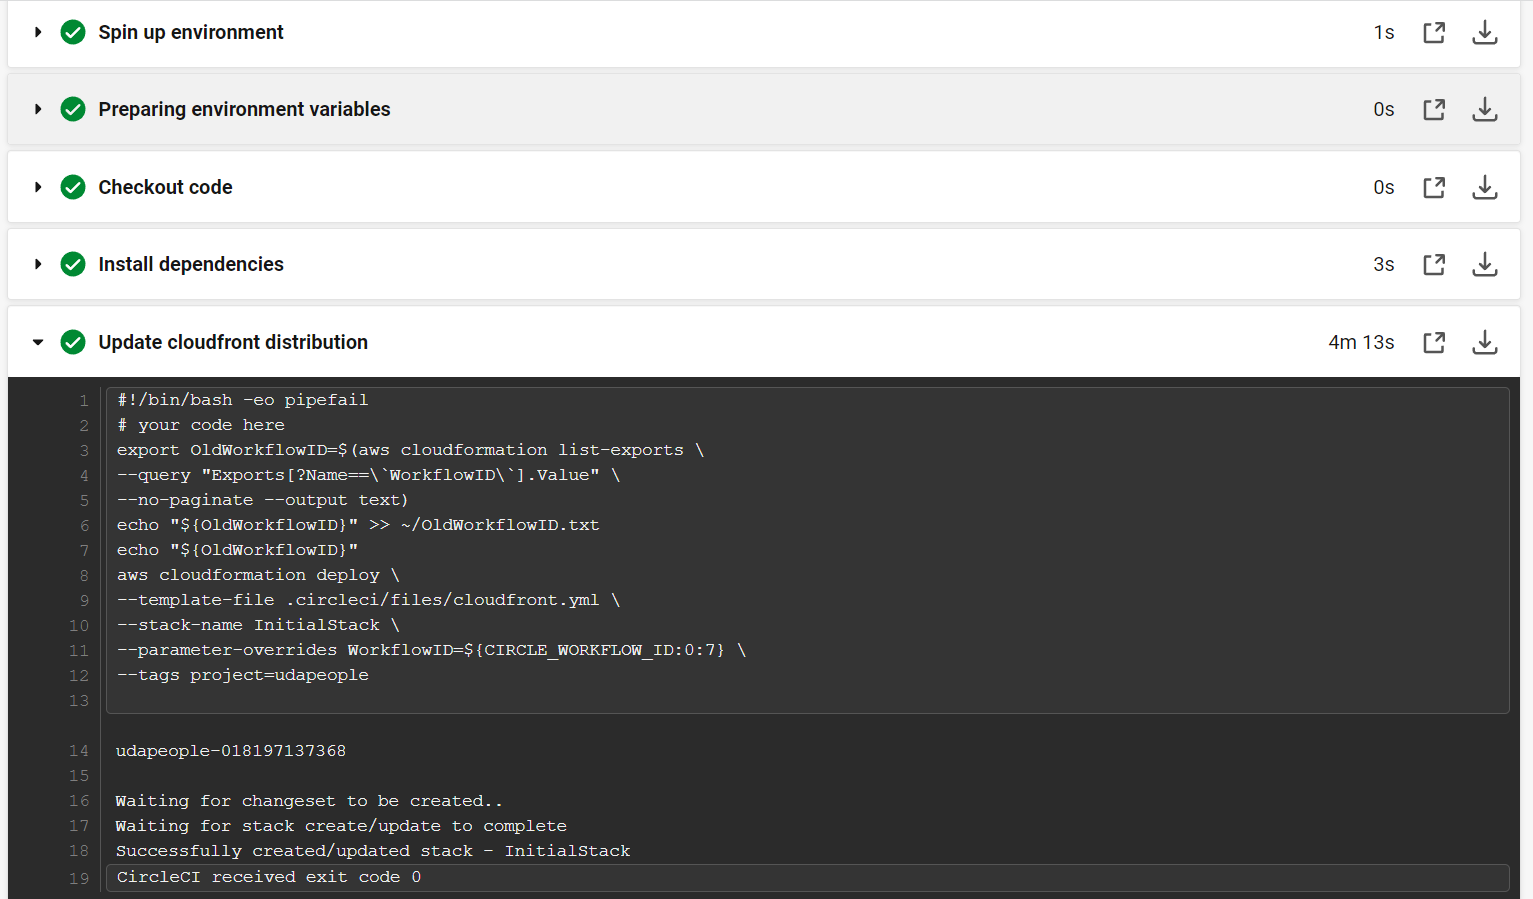 Spin up environment 1s
Preparing environment variables 0s
Checkout code 0s
Install dependencies 3s
Update cloudfront distribution 4m 13s
1 #!/bin/bash -eo pipefail
2 # your code here
3 export OldWorkflowID=$(aws cloudformation list-exports \
4 --query "Exports[?Name==\`WorkflowID\`].Value" \
5 --no-paginate --output text)
6 echo "${OldWorkflowID}" >> ~/OldWorkflowID.txt
7 echo "${OldWorkflowID}"
8 aws cloudformation deploy \
9 --template-file .circleci/files/cloudfront.yml \
10 --stack-name InitialStack \
11 --parameter-overrides WorkflowID=${CIRCLE_WORKFLOW_ID:0:7} \
12 --tags project=udapeople
13
14 udapeople-018197137368
15
16 Waiting for changeset to be created..
17 Waiting for stack create/update to complete
18 Successfully created/updated stack - InitialStack
19 CircleCI received exit code 0